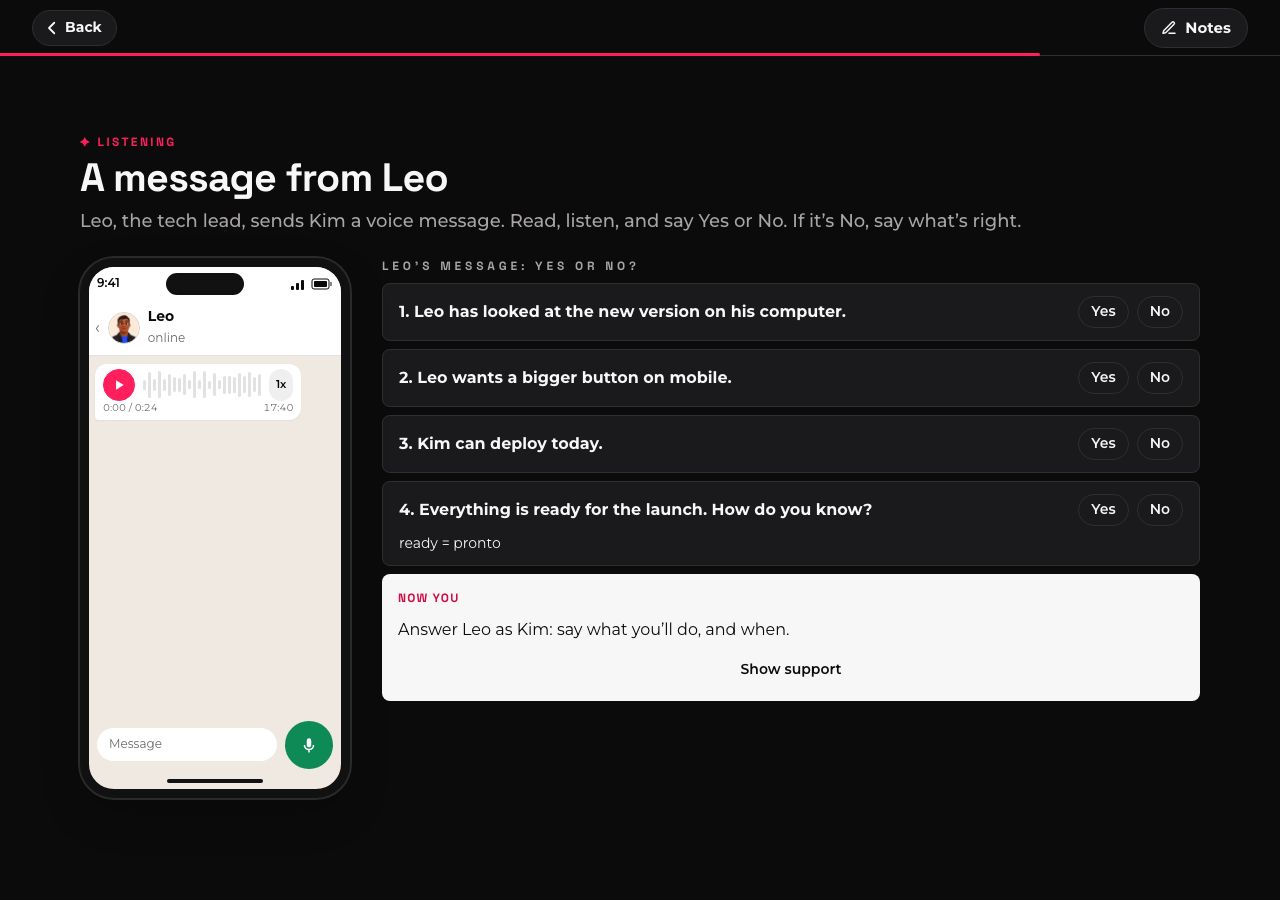 Back
Notes
LISTENING
A message from Leo
Leo, the tech lead, sends Kim a voice message. Read, listen, and say Yes or No. If it’s No, say what’s right.
9:41
Leo
online
1x
0:00 / 0:24
17:40
Message
LEO’S MESSAGE: YES OR NO?
1. Leo has looked at the new version on his computer.
Yes
No
2. Leo wants a bigger button on mobile.
Yes
No
3. Kim can deploy today.
Yes
No
4. Everything is ready for the launch. How do you know?
Yes
No
ready = pronto
NOW YOU
Answer Leo as Kim: say what you’ll do, and when.
Show support